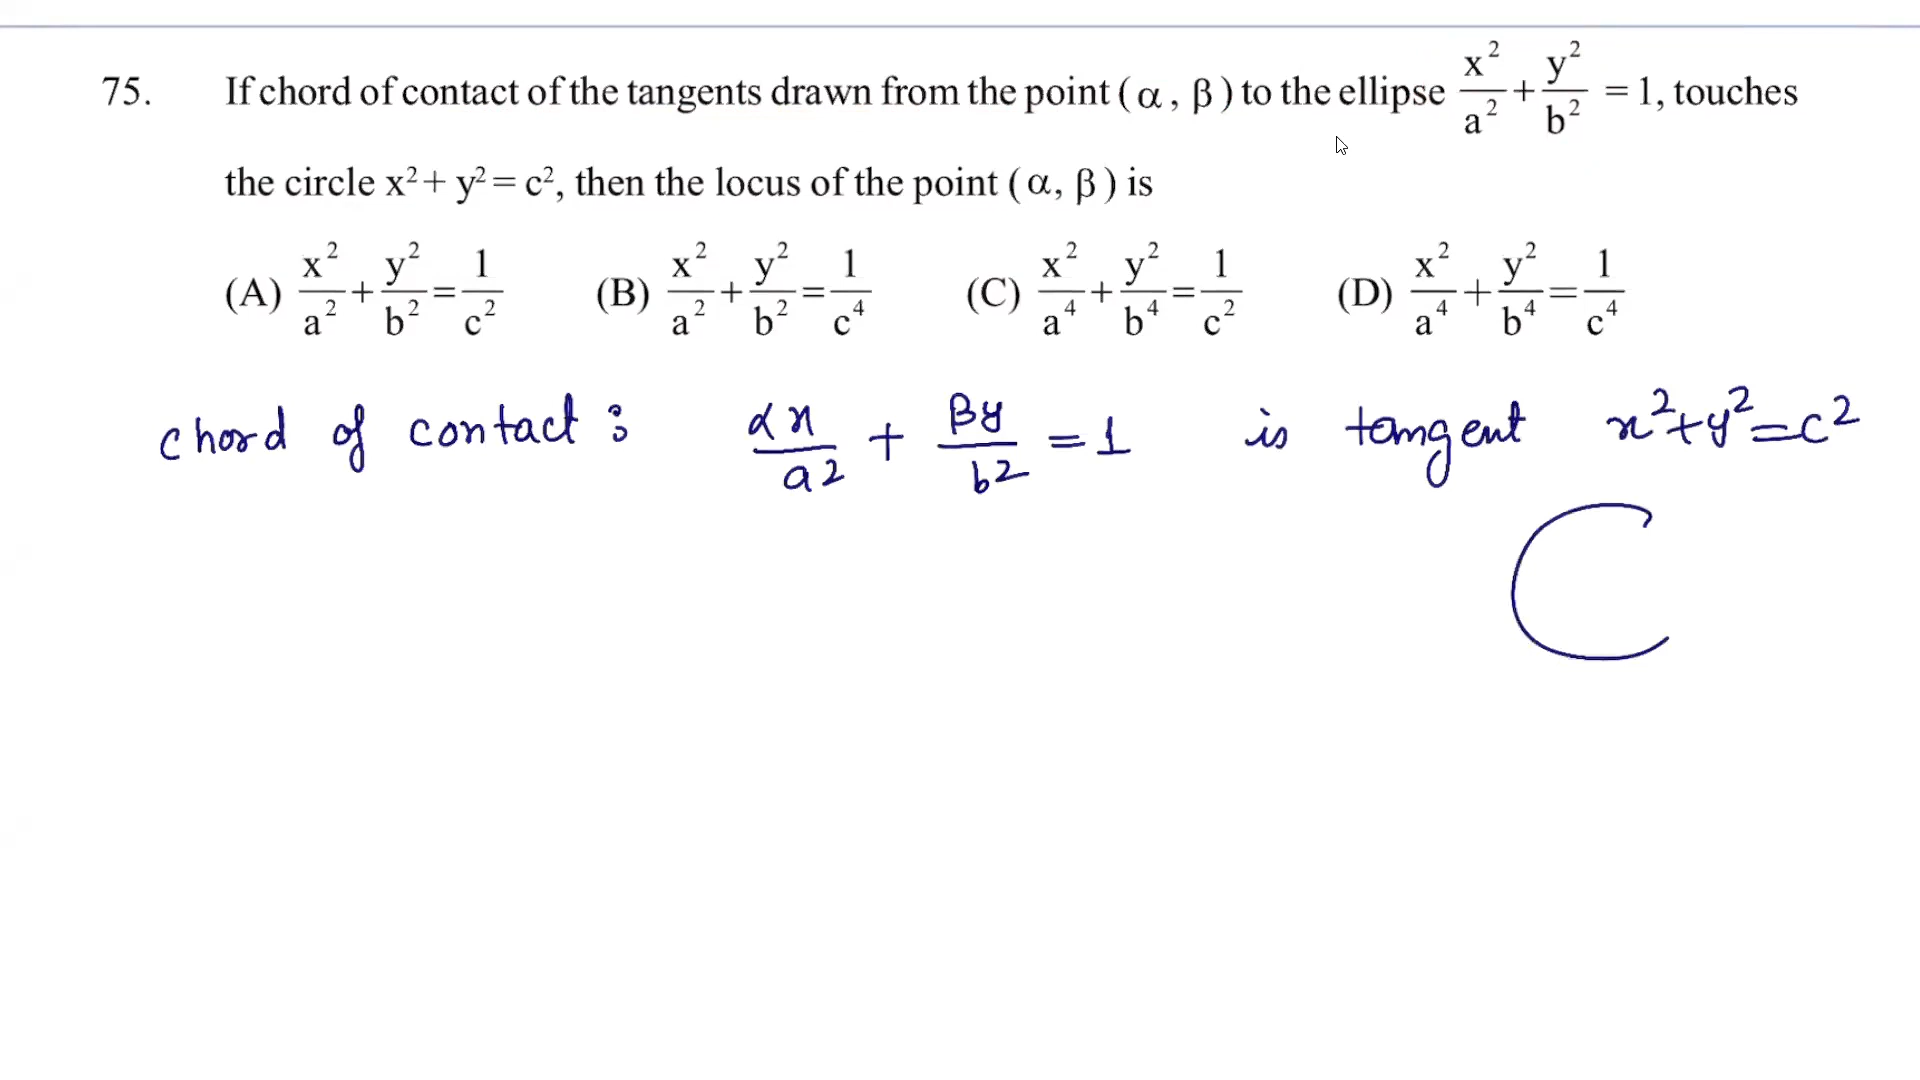 75. If chord of contact of the tangents drawn from the point (α, β) to the ellipse x²/a² + y²/b² = 1, touches
the circle x² + y² = c², then the locus of the point (α, β) is
(A) x²/a² + y²/b² = 1/c² (B) x²/a² + y²/b² = 1/c⁴ (C) x²/a⁴ + y²/b⁴ = 1/c² (D) x²/a⁴ + y²/b⁴ = 1/c⁴
chord of contact : αx/a² + βy/b² = 1 is tangent x²+y²=c²